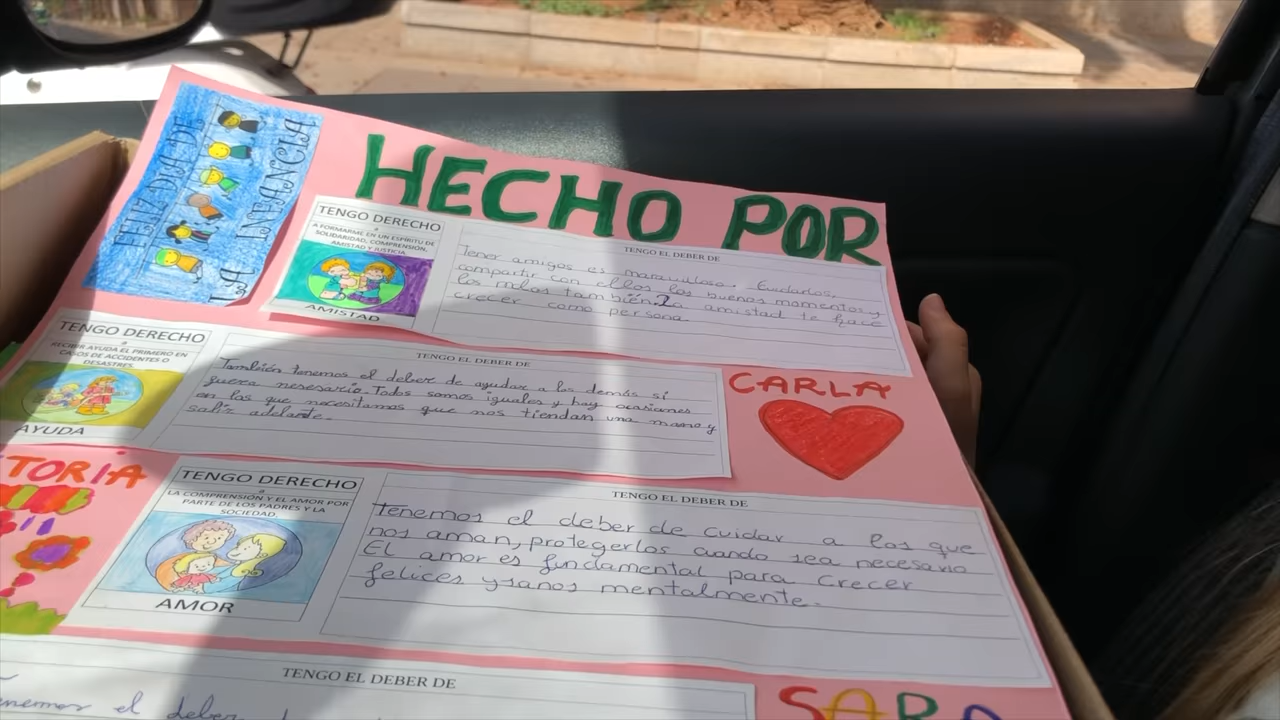 FELIZ DIA DE
LA INFANCIA
HECHO POR
TENGO DERECHO
a
A FORMARME EN UN ESPÍRITU DE
SOLIDARIDAD, COMPRENSIÓN,
AMISTAD Y JUSTICIA.
AMISTAD
TENGO EL DEBER DE
Tener amigos es maravilloso. Cuidarlos,
compartir con ellos los buenos momentos y
los malos también. La amistad te hace
crecer como persona.
TENGO DERECHO
a
RECIBIR AYUDA EL PRIMERO EN
CASOS DE ACCIDENTES O
DESASTRES.
AYUDA
TENGO EL DEBER DE
También tenemos el deber de ayudar a los demás si
fuera nesesario. Todos somos iguales y hay ocasiones
en las que necesitamos que nos tiendan una mano y
salir adelante.
CARLA
TORIA
TENGO DERECHO
a
LA COMPRENSIÓN Y EL AMOR POR
PARTE DE LOS PADRES Y LA
SOCIEDAD.
AMOR
TENGO EL DEBER DE
Tenemos el deber de cuidar a los que
nos aman, protegerlos cuando sea necesario
El amor es fundamental para crecer
felices y sanos mentalmente.
TENGO EL DEBER DE
enemos el deber
SARA